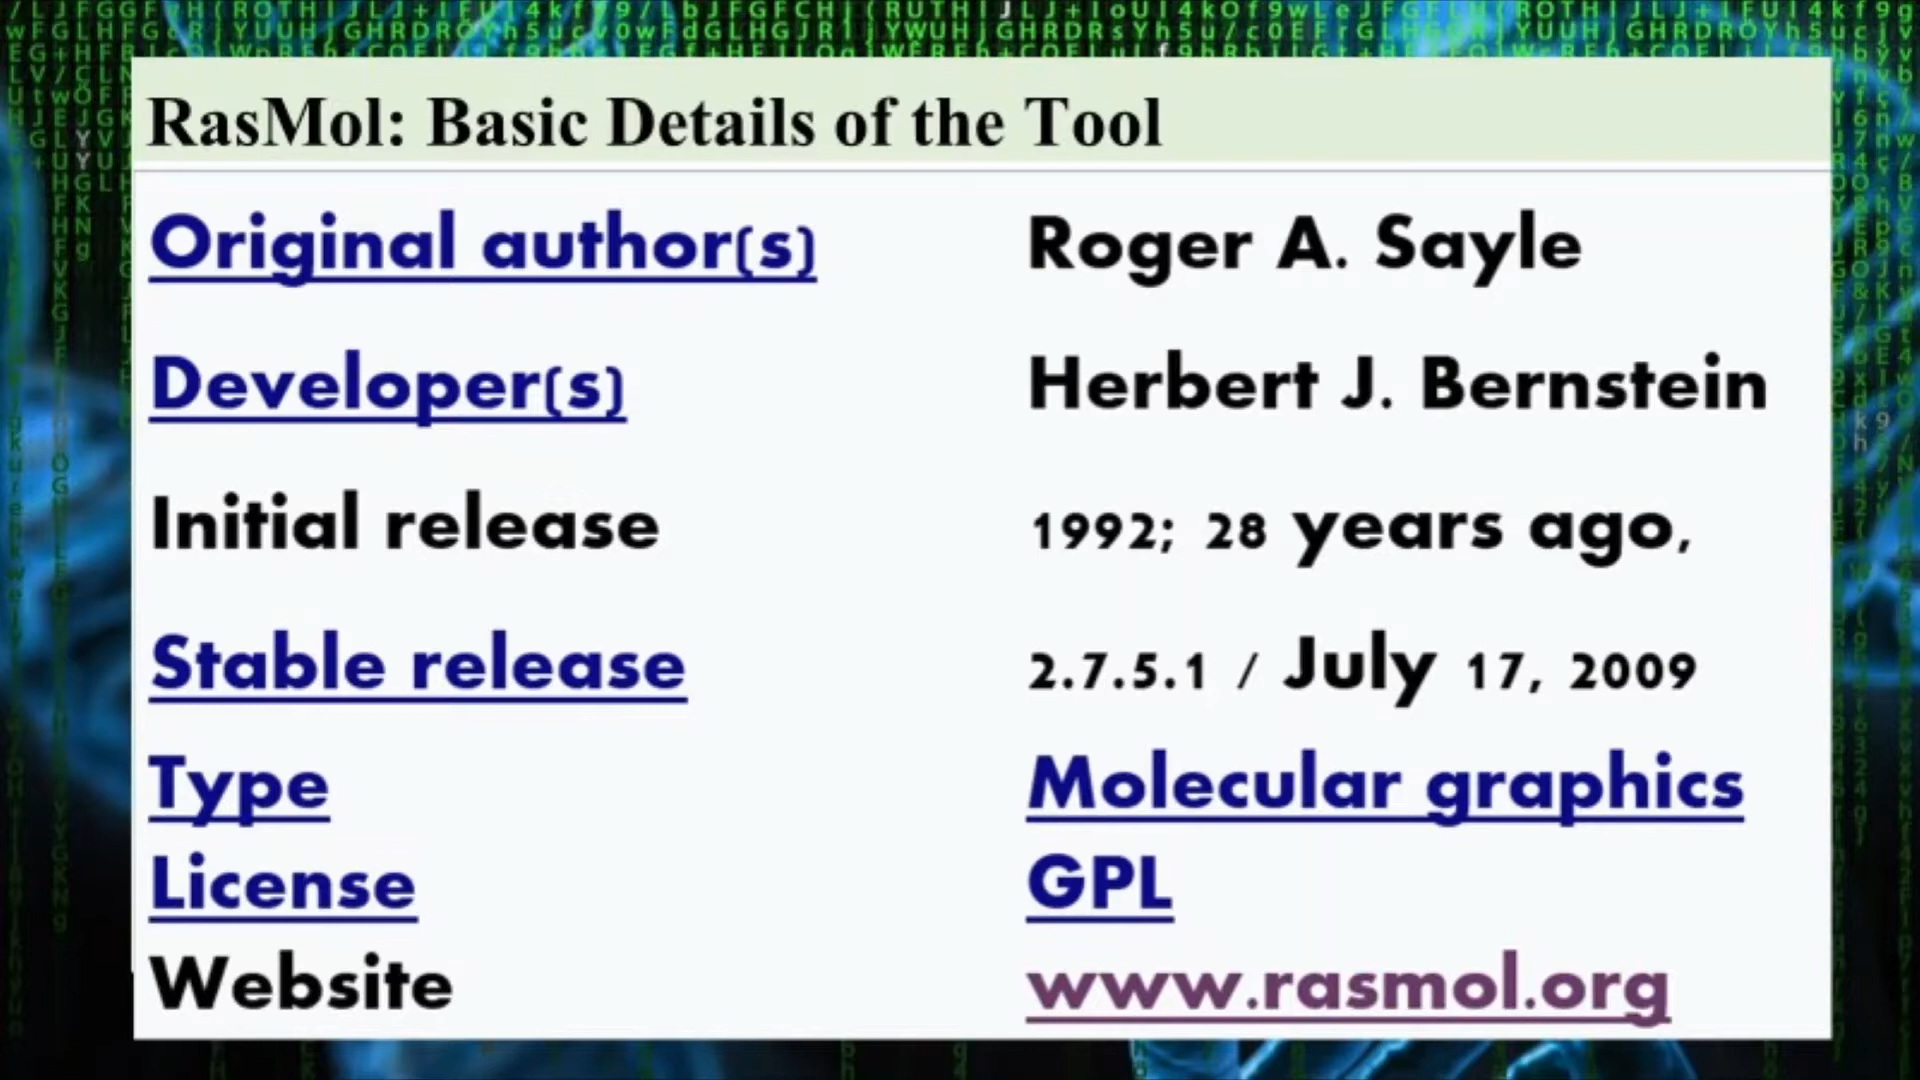 RasMol: Basic Details of the Tool
Original author(s) Roger A. Sayle
Developer(s) Herbert J. Bernstein
Initial release 1992; 28 years ago,
Stable release 2.7.5.1 / July 17, 2009
Type Molecular graphics
License GPL
Website www.rasmol.org